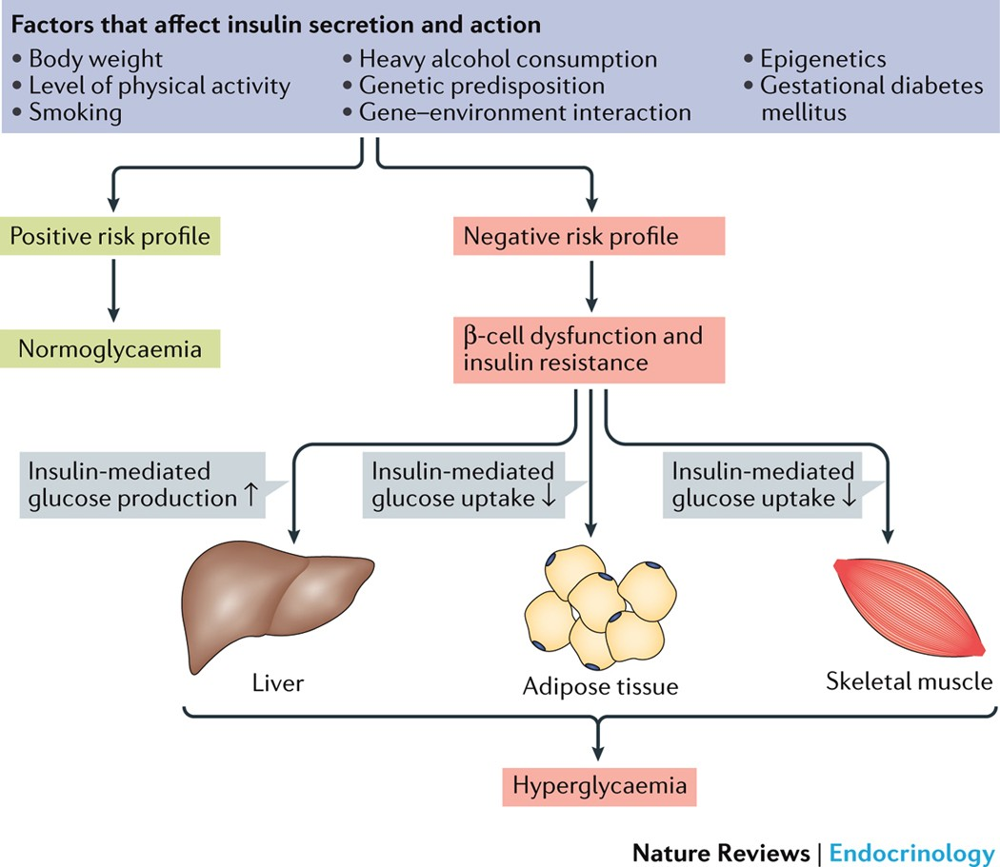 Factors that affect insulin secretion and action
• Body weight
• Level of physical activity
• Smoking
• Heavy alcohol consumption
• Genetic predisposition
• Gene–environment interaction
• Epigenetics
• Gestational diabetes
mellitus
Positive risk profile
Negative risk profile
Normoglycaemia
β-cell dysfunction and
insulin resistance
Insulin-mediated
glucose production ↑
Insulin-mediated
glucose uptake ↓
Insulin-mediated
glucose uptake ↓
Liver
Adipose tissue
Skeletal muscle
Hyperglycaemia
Nature Reviews | Endocrinology